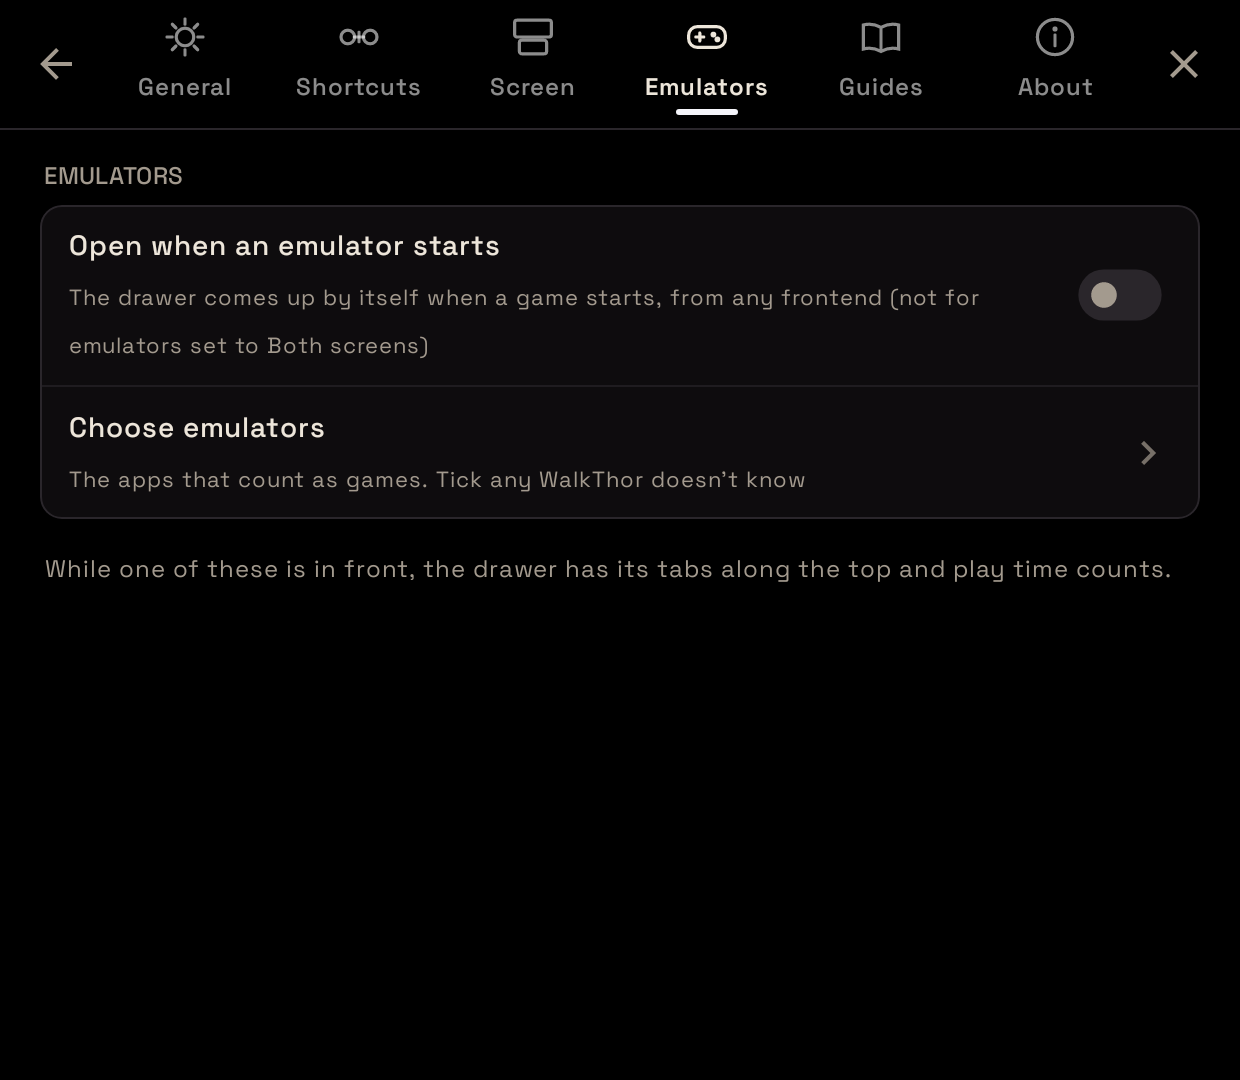 General
Shortcuts
Screen
Emulators
Guides
About
EMULATORS
Open when an emulator starts
The drawer comes up by itself when a game starts, from any frontend (not for
emulators set to Both screens)
Choose emulators
The apps that count as games. Tick any WalkThor doesn’t know
While one of these is in front, the drawer has its tabs along the top and play time counts.